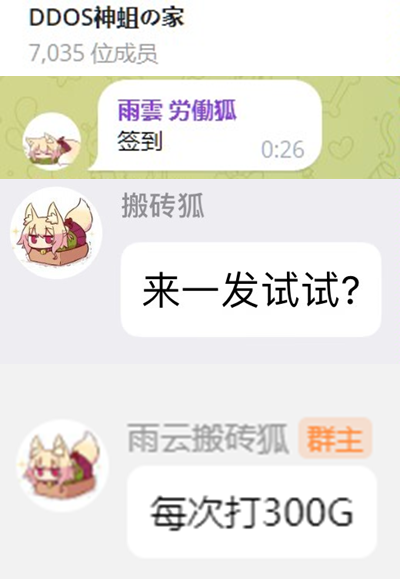 DDOS神蛆の家
7,035 位成员
雨雲 労働狐
签到
0:26
搬砖狐
来一发试试?
雨云搬砖狐 群主
每次打300G